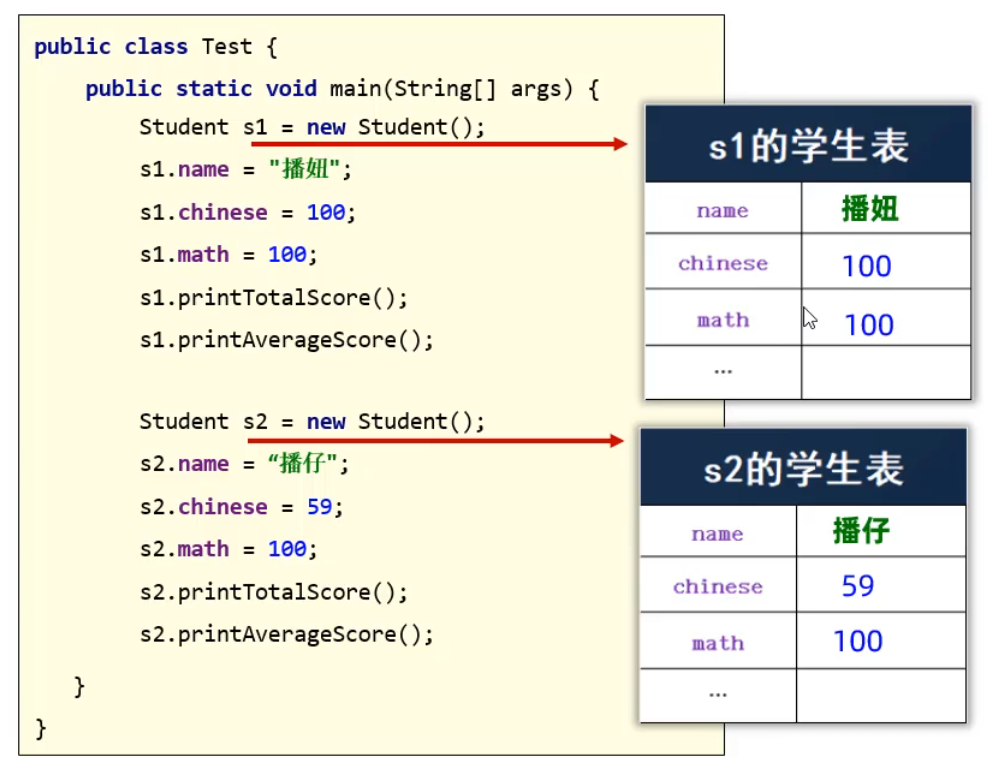 public class Test {
public static void main(String[] args) {
Student s1 = new Student();
s1.name = "播妞";
s1.chinese = 100;
s1.math = 100;
s1.printTotalScore();
s1.printAverageScore();
Student s2 = new Student();
s2.name = “播仔";
s2.chinese = 59;
s2.math = 100;
s2.printTotalScore();
s2.printAverageScore();
}
}
s1的学生表
name 播妞
chinese 100
math 100
...
s2的学生表
name 播仔
chinese 59
math 100
...